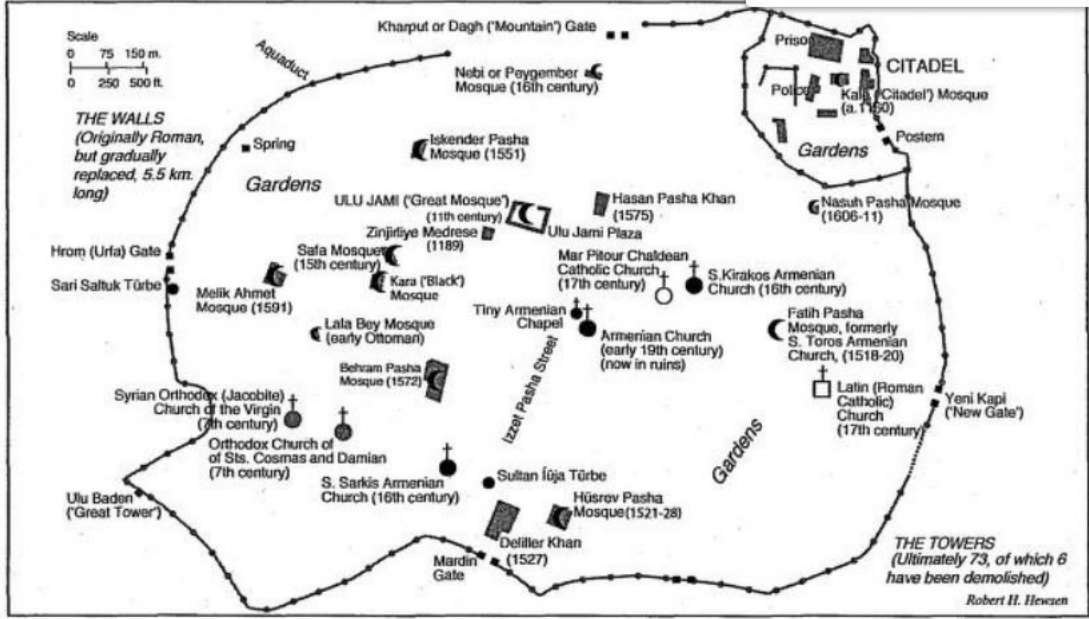 Kharput or Dagh ('Mountain') Gate
Scale
0 75 150 m.
0 250 500 ft.
Aquaduct
Nebi or Peygember
Mosque (16th century)
Prison
CITADEL
Police
Kale ('Citadel') Mosque
(a.1160)
THE WALLS
(Originally Roman,
but gradually
replaced, 5.5 km.
long)
Spring
Iskender Pasha
Mosque (1551)
Postern
Gardens
Gardens
ULU JAMI ('Great Mosque')
(11th century)
Hasan Pasha Khan
(1575)
Nasuh Pasha Mosque
(1606-11)
Zinjirliye Medrese
(1189)
Ulu Jami Plaza
Hrom (Urfa) Gate
Safa Mosque
(15th century)
Mar Pitour Chaldean
Catholic Church
(17th century)
S.Kirakos Armenian
Church (16th century)
Sari Saltuk Türbe
Melik Ahmet
Mosque (1591)
Kara ('Black')
Mosque
Tiny Armenian
Chapel
Lala Bey Mosque
(early Ottoman)
Armenian Church
(early 19th century)
(now in ruins)
Fatih Pasha
Mosque, formerly
S. Toros Armenian
Church, (1518-20)
Behram Pasha
Mosque (1572)
Izzet Pasha Street
Syrian Orthodox (Jacobite)
Church of the Virgin
(7th century)
Latin (Roman
Catholic)
Church
(17th century)
Yeni Kapi
('New Gate')
Orthodox Church of
of Sts. Cosmas and Damian
(7th century)
Gardens
S. Sarkis Armenian
Church (16th century)
Sultan Îûja Türbe
Ulu Baden
('Great Tower')
Hüsrev Pasha
Mosque(1521-28)
Deliller Khan
(1527)
Mardin
Gate
THE TOWERS
(Ultimately 73, of which 6
have been demolished)
Robert H. Hewsen